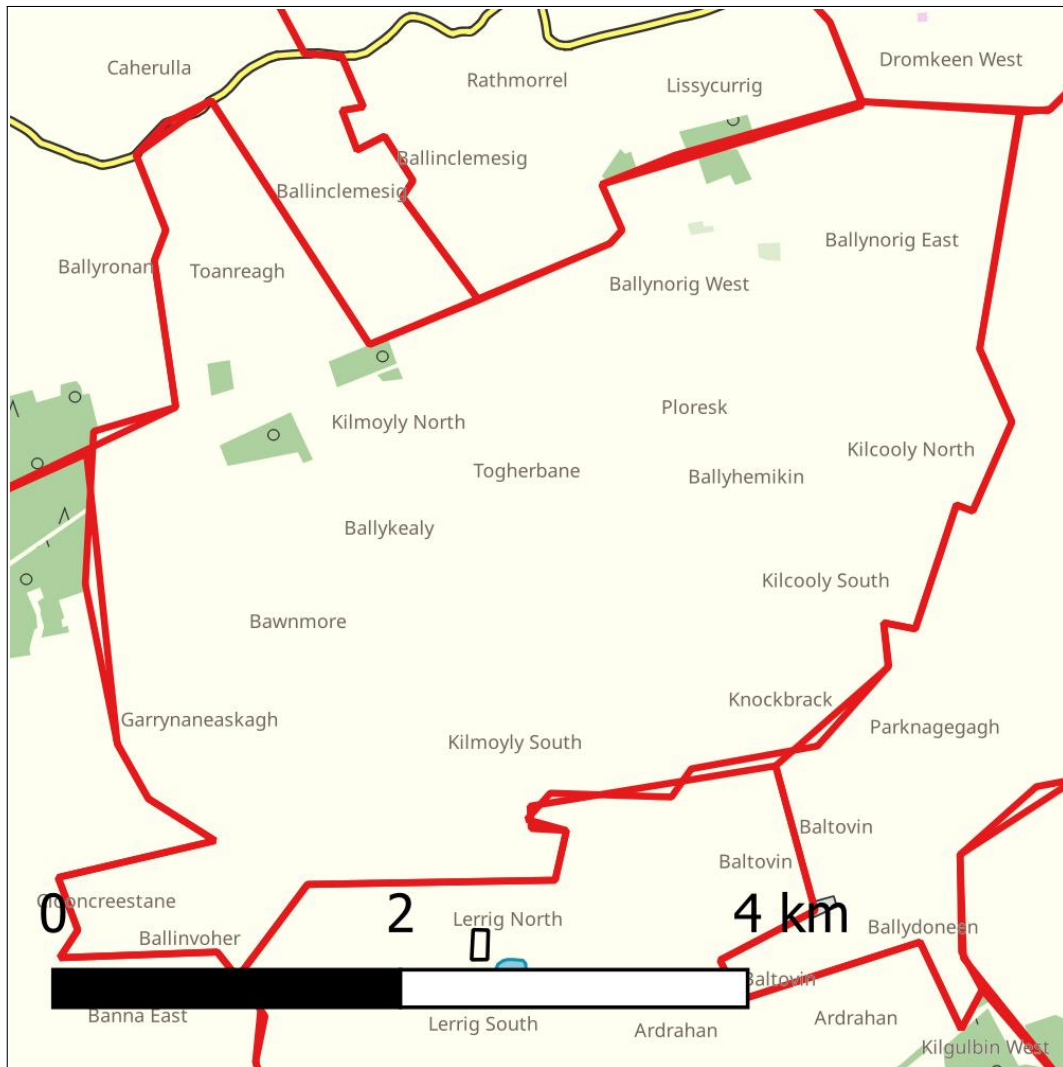 Dromkeen West
Caherulla
Rathmorrel
Lissycurrig
Ballinclemesig
Ballinclemesig
Ballynorig East
Ballyronan
Toanreagh
Ballynorig West
Ploresk
Kilmoyly North
Kilcooly North
Togherbane
Ballyhemikin
Ballykealy
Kilcooly South
Bawnmore
Knockbrack
Garrynaneaskagh
Parknagegagh
Kilmoyly South
Baltovin
Baltovin
Clooncreestane
0 2 4 km
Lerrig North
Ballydoneen
Ballinvoher
Baltovin
Banna East
Lerrig South
Ardrahan
Ardrahan
Kilgulbin West